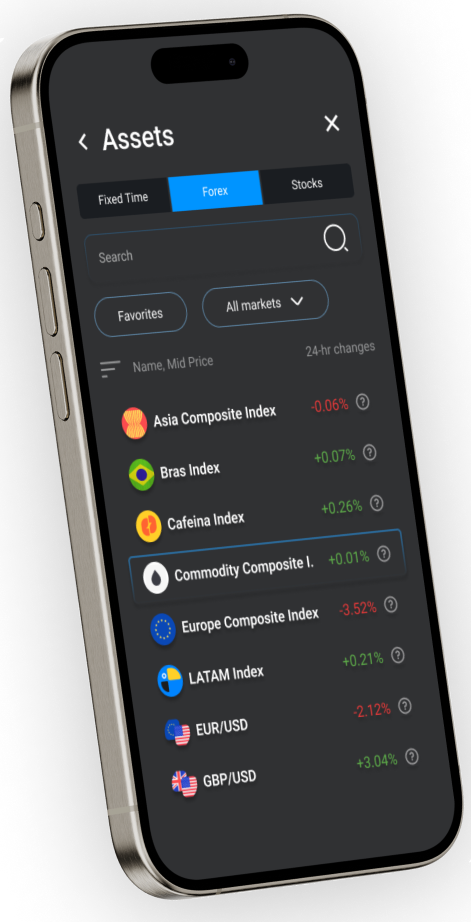 Assets
Fixed Time Forex Stocks
Search
Favorites All markets
Name, Mid Price 24-hr changes
Asia Composite Index -0.06% ?
Bras Index +0.07% ?
Cafeina Index +0.26% ?
Commodity Composite I. +0.01% ?
Europe Composite Index -3.52% ?
LATAM Index +0.21% ?
EUR/USD -2.12% ?
GBP/USD +3.04% ?